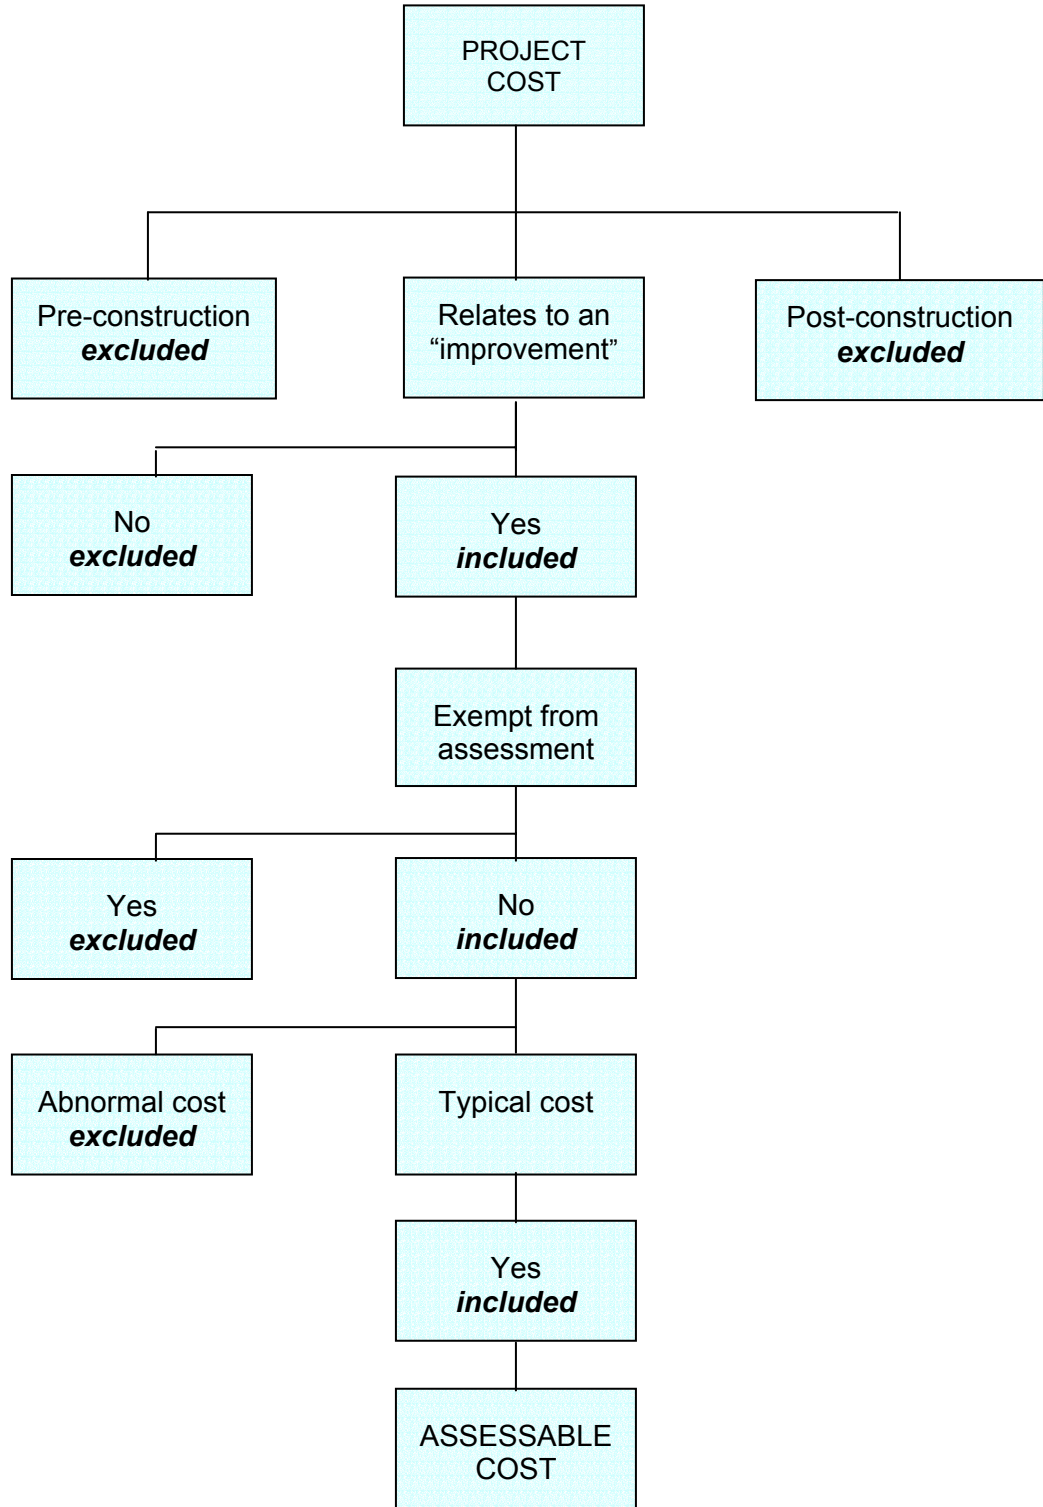 PROJECT
COST
Pre-construction
excluded
Relates to an
“improvement”
Post-construction
excluded
No
excluded
Yes
included
Exempt from
assessment
Yes
excluded
No
included
Abnormal cost
excluded
Typical cost
Yes
included
ASSESSABLE
COST